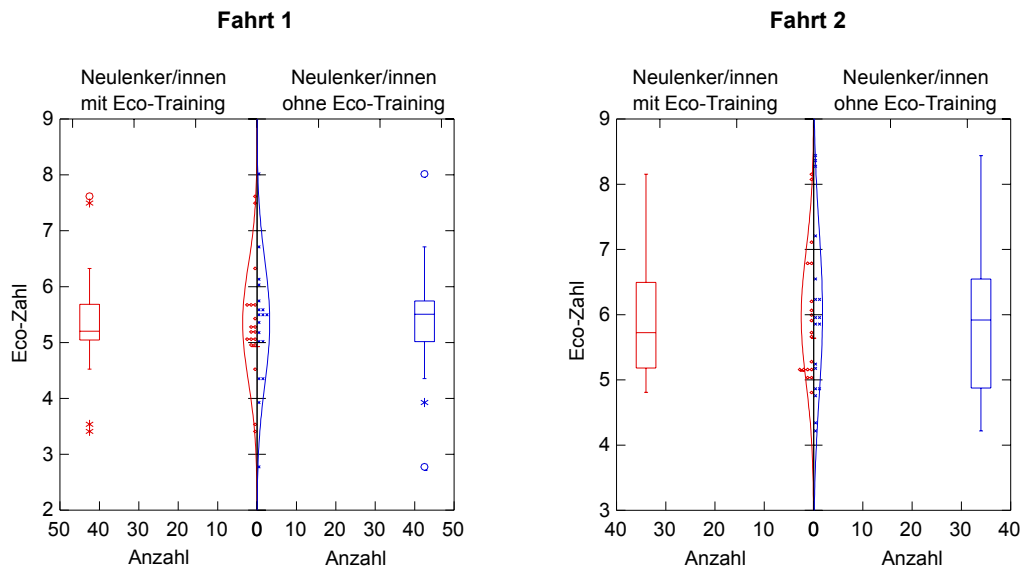 Fahrt 1
Neulenker/innen
mit Eco-Training
Neulenker/innen
ohne Eco-Training
Eco-Zahl
9
8
7
6
5
4
3
2
50 40 30 20 10 0 0 10 20 30 40 50
Anzahl Anzahl
Fahrt 2
Neulenker/innen
mit Eco-Training
Neulenker/innen
ohne Eco-Training
Eco-Zahl
9
8
7
6
5
4
3
40 30 20 10 0 0 10 20 30 40
Anzahl Anzahl